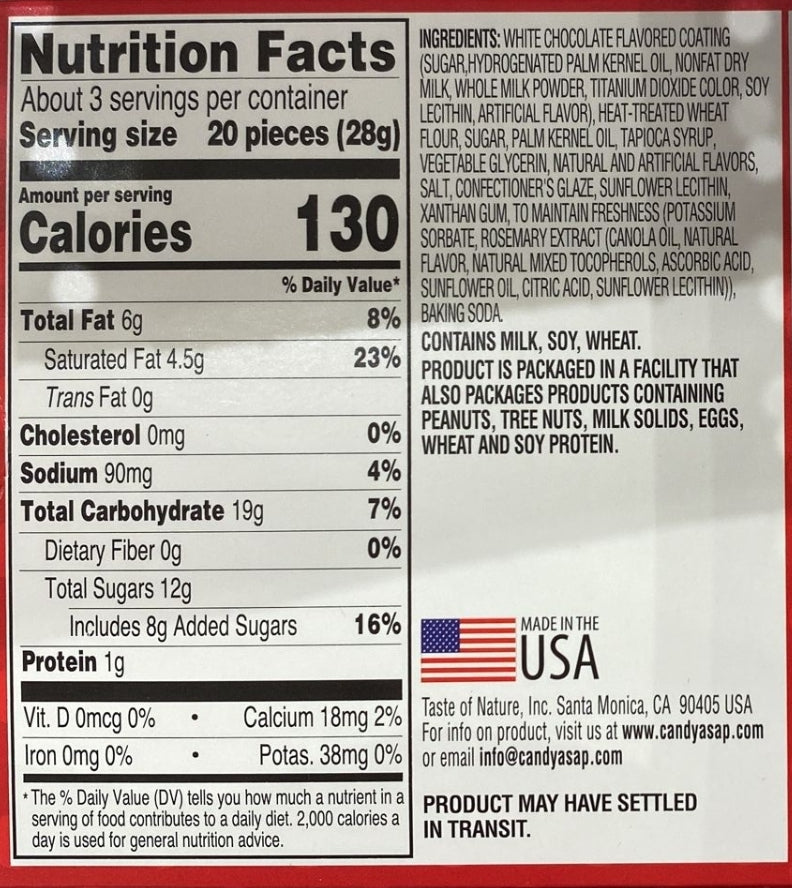 Nutrition Facts
About 3 servings per container
Serving size 20 pieces (28g)
Amount per serving
Calories 130
% Daily Value*
Total Fat 6g 8%
Saturated Fat 4.5g 23%
Trans Fat 0g
Cholesterol 0mg 0%
Sodium 90mg 4%
Total Carbohydrate 19g 7%
Dietary Fiber 0g 0%
Total Sugars 12g
Includes 8g Added Sugars 16%
Protein 1g
Vit. D 0mcg 0% • Calcium 18mg 2%
Iron 0mg 0% • Potas. 38mg 0%
* The % Daily Value (DV) tells you how much a nutrient in a
serving of food contributes to a daily diet. 2,000 calories a
day is used for general nutrition advice.
INGREDIENTS: WHITE CHOCOLATE FLAVORED COATING
(SUGAR,HYDROGENATED PALM KERNEL OIL, NONFAT DRY
MILK, WHOLE MILK POWDER, TITANIUM DIOXIDE COLOR, SOY
LECITHIN, ARTIFICIAL FLAVOR), HEAT-TREATED WHEAT
FLOUR, SUGAR, PALM KERNEL OIL, TAPIOCA SYRUP,
VEGETABLE GLYCERIN, NATURAL AND ARTIFICIAL FLAVORS,
SALT, CONFECTIONER'S GLAZE, SUNFLOWER LECITHIN,
XANTHAN GUM, TO MAINTAIN FRESHNESS (POTASSIUM
SORBATE, ROSEMARY EXTRACT (CANOLA OIL, NATURAL
FLAVOR, NATURAL MIXED TOCOPHEROLS, ASCORBIC ACID,
SUNFLOWER OIL, CITRIC ACID, SUNFLOWER LECITHIN)),
BAKING SODA.
CONTAINS MILK, SOY, WHEAT.
PRODUCT IS PACKAGED IN A FACILITY THAT
ALSO PACKAGES PRODUCTS CONTAINING
PEANUTS, TREE NUTS, MILK SOLIDS, EGGS,
WHEAT AND SOY PROTEIN.
MADE IN THE
USA
Taste of Nature, Inc. Santa Monica, CA 90405 USA
For info on product, visit us at www.candyasap.com
or email info@candyasap.com
PRODUCT MAY HAVE SETTLED
IN TRANSIT.